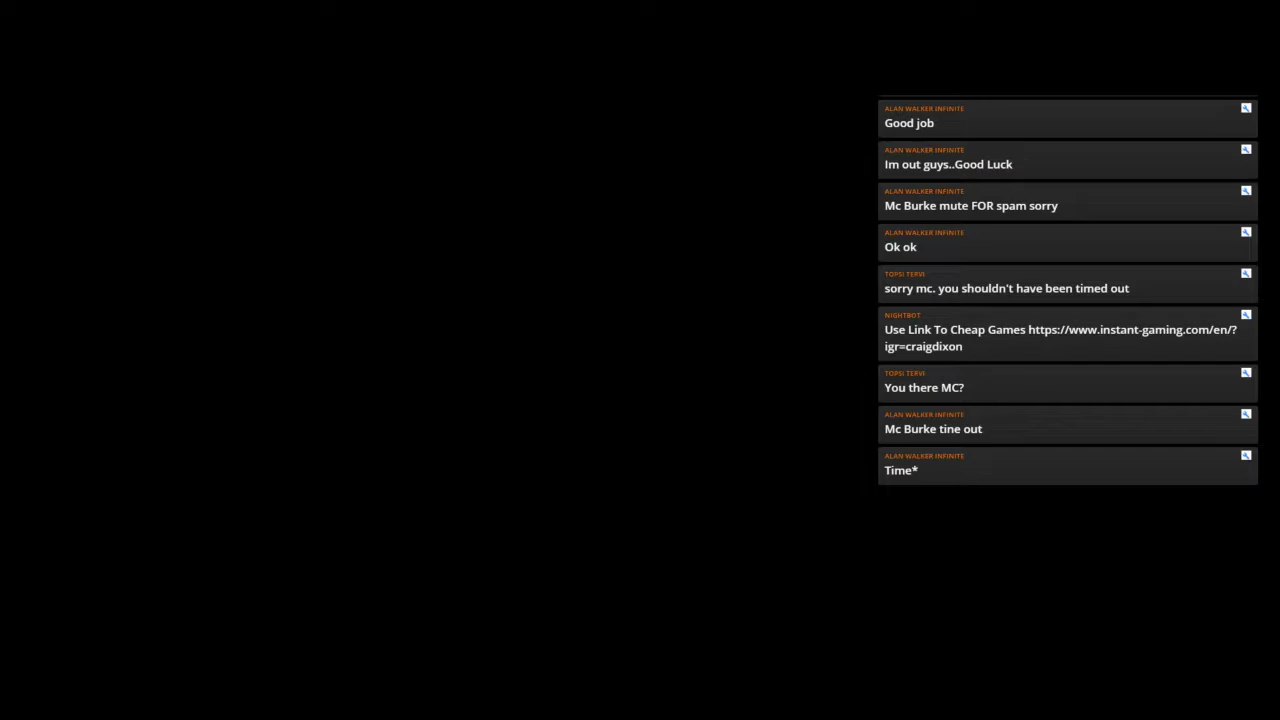 ALAN WALKER INFINITE
Good job
ALAN WALKER INFINITE
Im out guys..Good Luck
ALAN WALKER INFINITE
Mc Burke mute FOR spam sorry
ALAN WALKER INFINITE
Ok ok
TOPSI TERVI
sorry mc. you shouldn't have been timed out
NIGHTBOT
Use Link To Cheap Games https://www.instant-gaming.com/en/?
igr=craigdixon
TOPSI TERVI
You there MC?
ALAN WALKER INFINITE
Mc Burke tine out
ALAN WALKER INFINITE
Time*